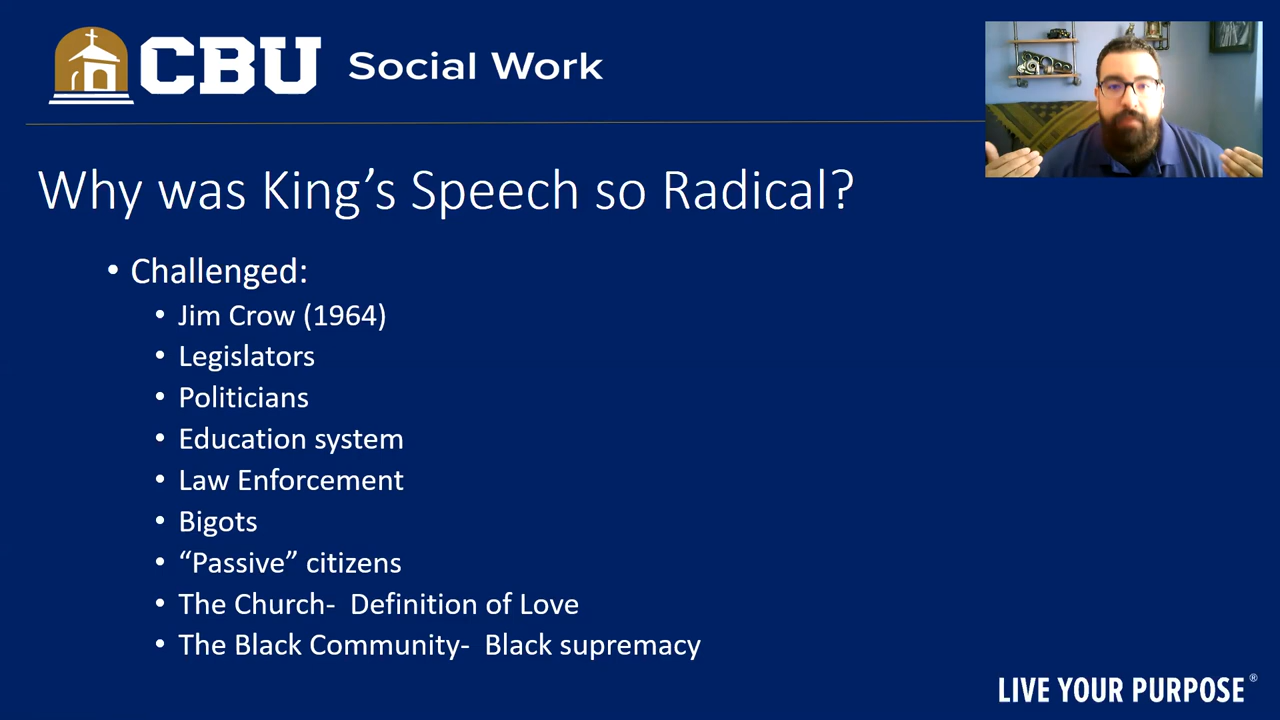 CBU Social Work
Why was King's Speech so Radical?
• Challenged:
• Jim Crow (1964)
• Legislators
• Politicians
• Education system
• Law Enforcement
• Bigots
• “Passive” citizens
• The Church-  Definition of Love
• The Black Community-  Black supremacy
LIVE YOUR PURPOSE®